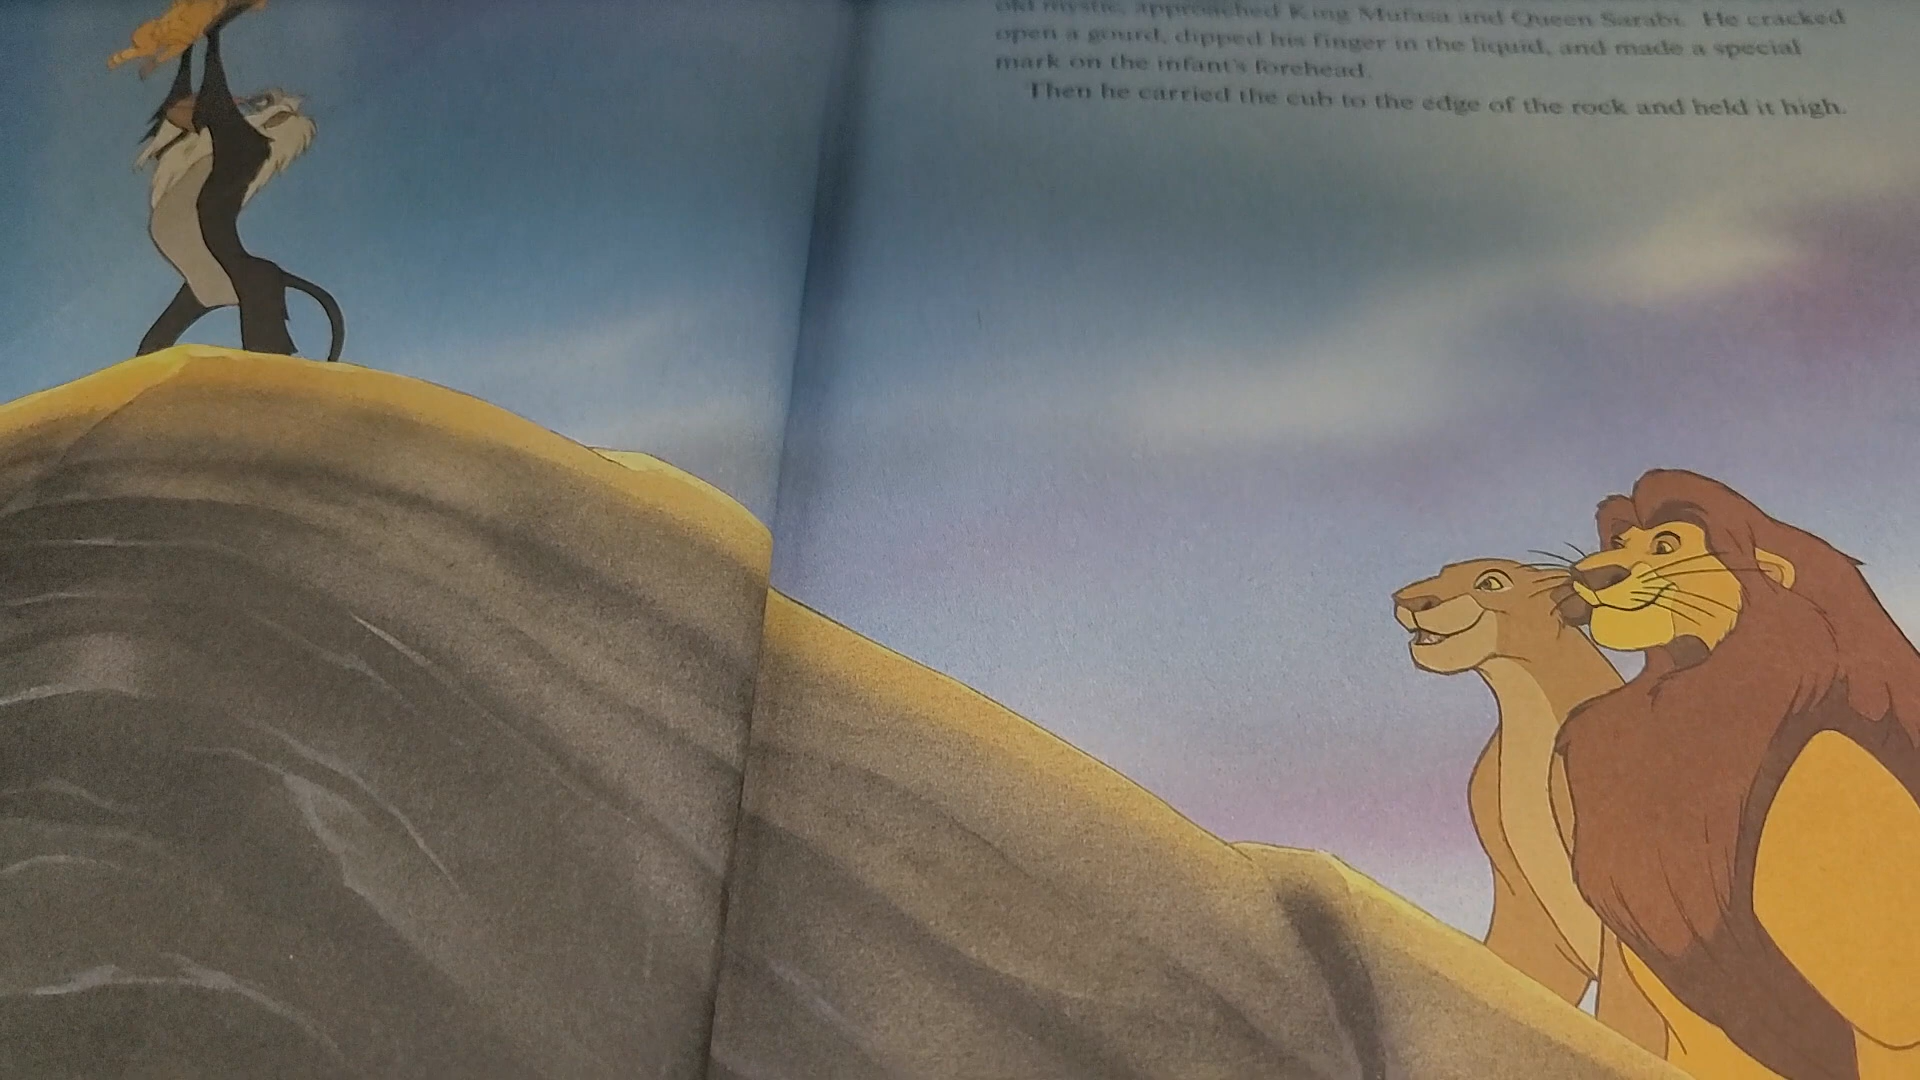 old mystic, approached King Mufasa and Queen Sarabi. He cracked
open a gourd, dipped his finger in the liquid, and made a special
mark on the infant's forehead.
Then he carried the cub to the edge of the rock and held it high.